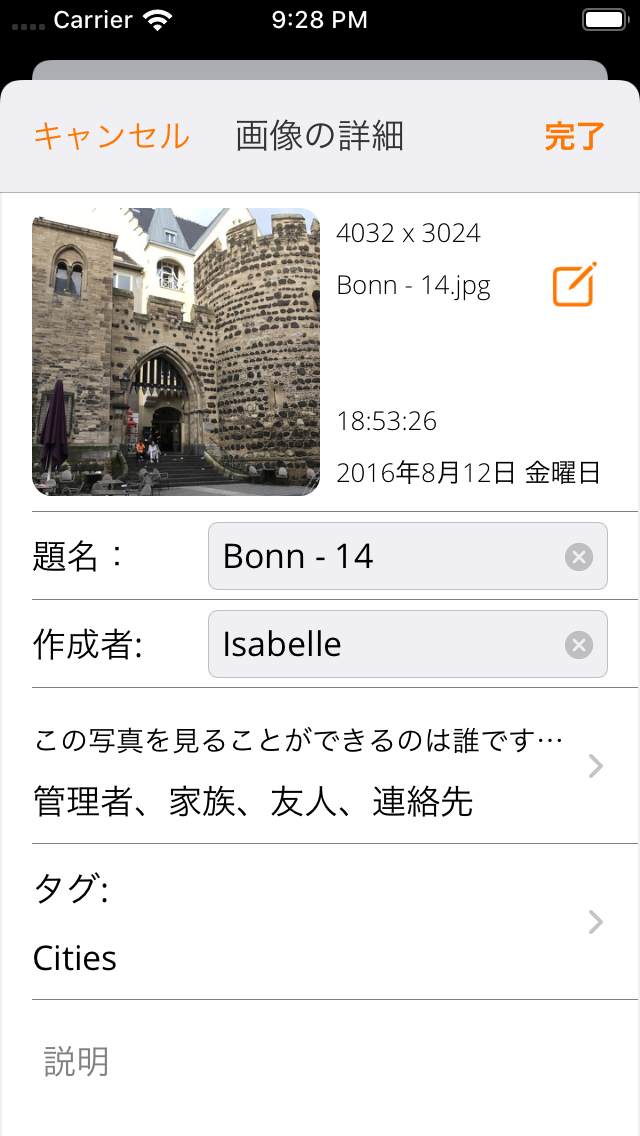 Carrier 9:28 PM
キャンセル 画像の詳細 完了
4032 x 3024
Bonn - 14.jpg
18:53:26
2016年8月12日 金曜日
題名： Bonn - 14
作成者: Isabelle
この写真を見ることができるのは誰です…
管理者、家族、友人、連絡先
タグ:
Cities
説明